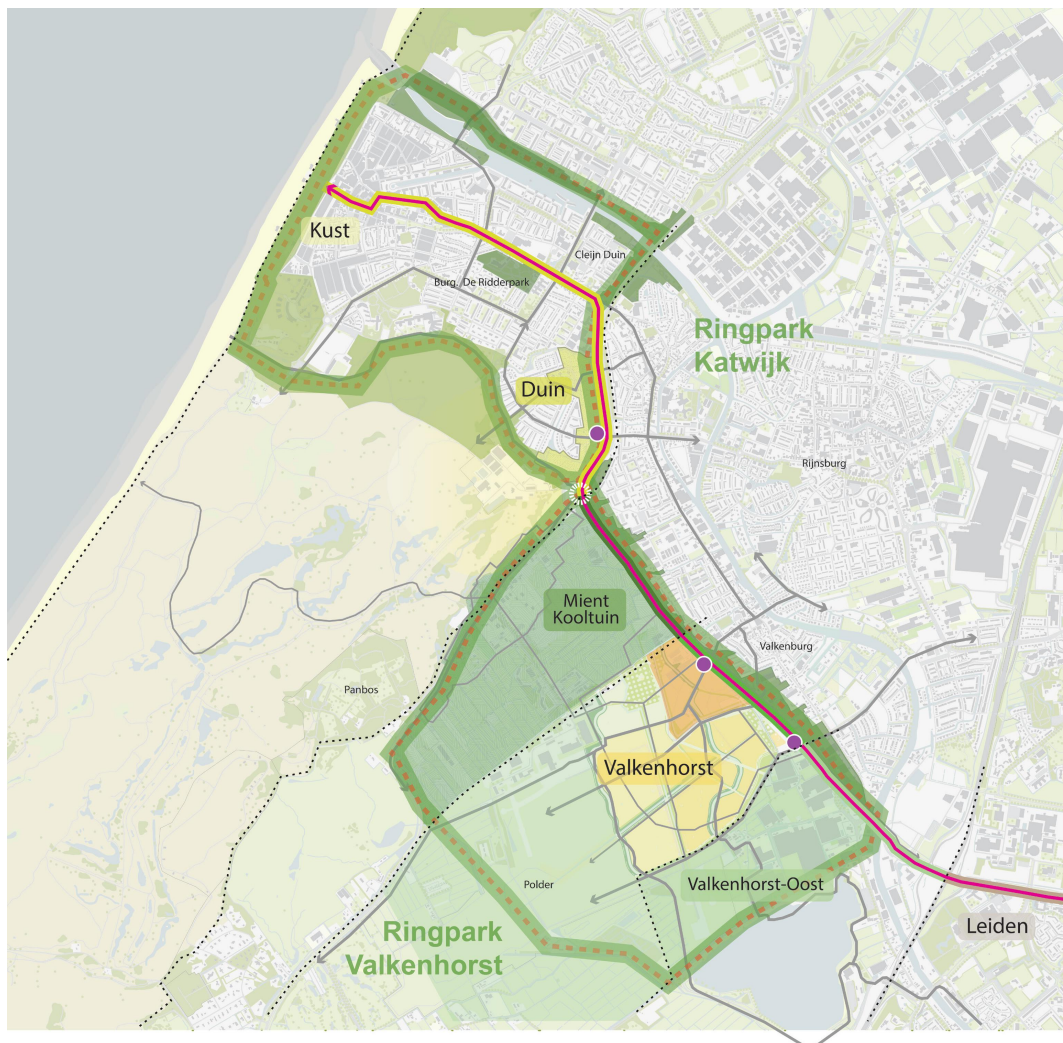 Kust
Cleijn Duin
Burg. De Ridderpark
Ringpark
Katwijk
Duin
Rijnsburg
Mient
Kooltuin
Valkenburg
Panbos
Valkenhorst
Polder
Valkenhorst-Oost
Ringpark
Valkenhorst
Leiden